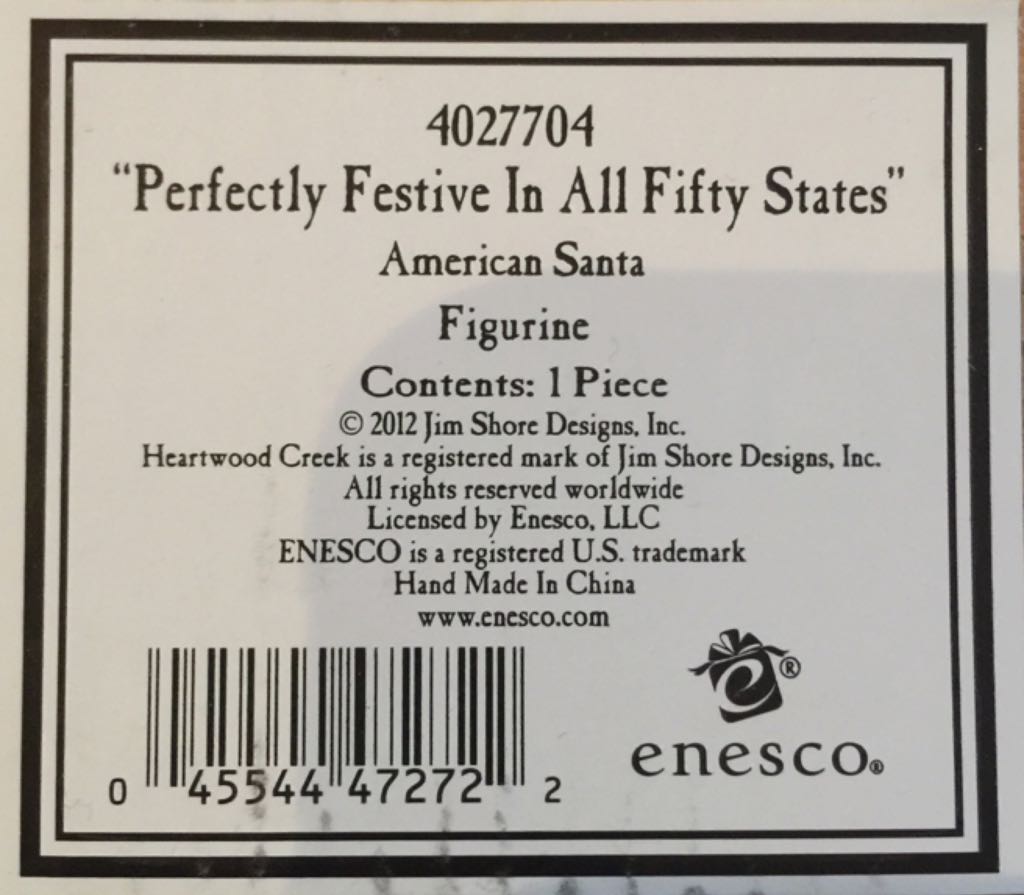 4027704
"Perfectly Festive In All Fifty States"
American Santa
Figurine
Contents: 1 Piece
© 2012 Jim Shore Designs, Inc.
Heartwood Creek is a registered mark of Jim Shore Designs, Inc.
All rights reserved worldwide
Licensed by Enesco, LLC
ENESCO is a registered U.S. trademark
Hand Made In China
www.enesco.com
0 45544 47272 2
e®
enesco®